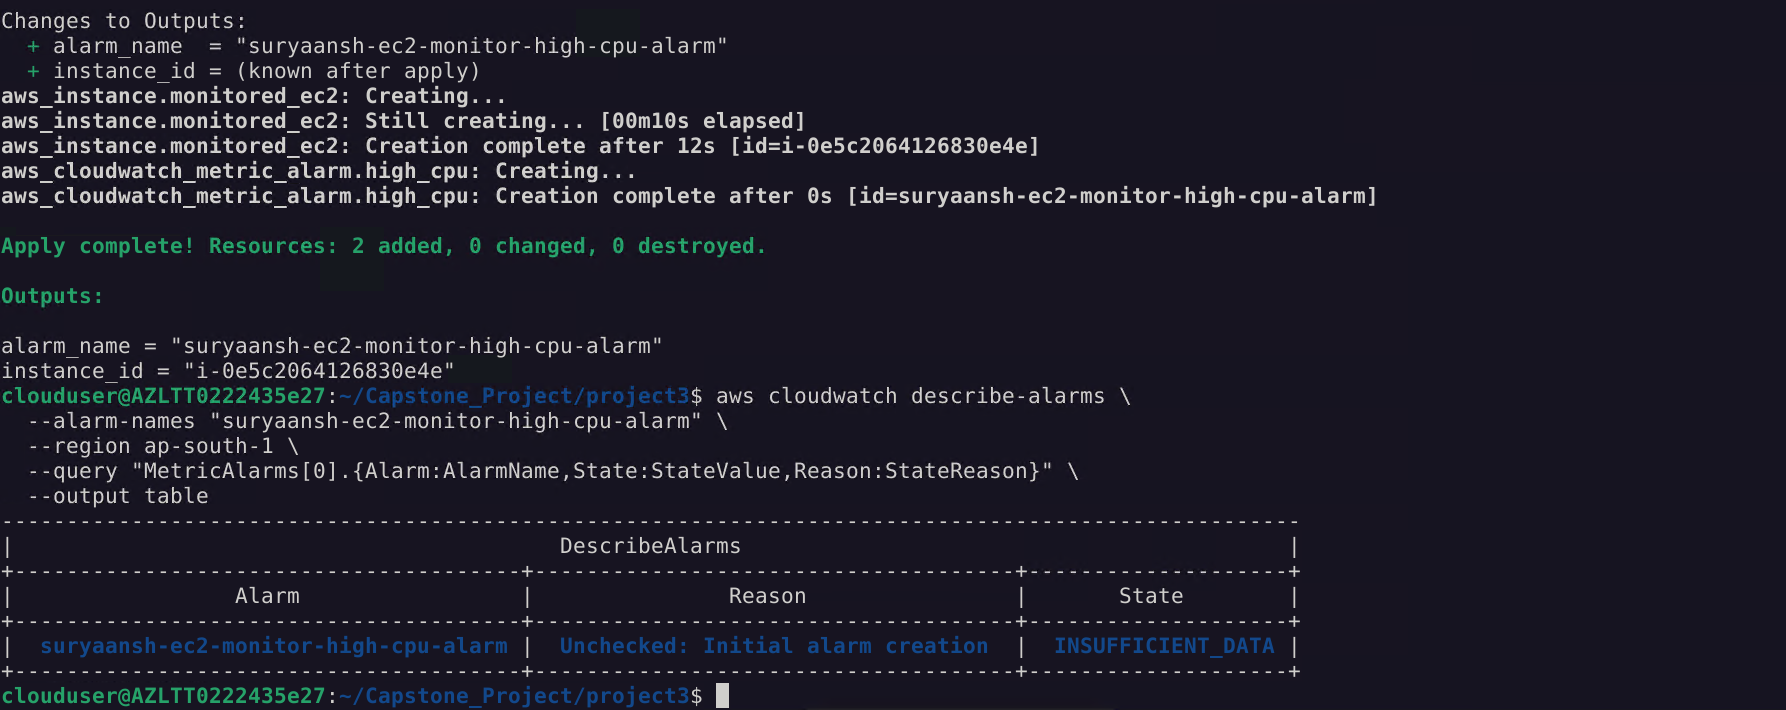 Changes to Outputs:
  + alarm_name  = "suryaansh-ec2-monitor-high-cpu-alarm"
  + instance_id = (known after apply)
aws_instance.monitored_ec2: Creating...
aws_instance.monitored_ec2: Still creating... [00m10s elapsed]
aws_instance.monitored_ec2: Creation complete after 12s [id=i-0e5c2064126830e4e]
aws_cloudwatch_metric_alarm.high_cpu: Creating...
aws_cloudwatch_metric_alarm.high_cpu: Creation complete after 0s [id=suryaansh-ec2-monitor-high-cpu-alarm]

Apply complete! Resources: 2 added, 0 changed, 0 destroyed.

Outputs:

alarm_name = "suryaansh-ec2-monitor-high-cpu-alarm"
instance_id = "i-0e5c2064126830e4e"
clouduser@AZLTT0222435e27:~/Capstone_Project/project3$ aws cloudwatch describe-alarms \
  --alarm-names "suryaansh-ec2-monitor-high-cpu-alarm" \
  --region ap-south-1 \
  --query "MetricAlarms[0].{Alarm:AlarmName,State:StateValue,Reason:StateReason}" \
  --output table
----------------------------------------------------------------------------------------------------
|                                          DescribeAlarms                                          |
+---------------------------------------+-------------------------------------+--------------------+
|                 Alarm                 |               Reason                |       State        |
+---------------------------------------+-------------------------------------+--------------------+
|  suryaansh-ec2-monitor-high-cpu-alarm |  Unchecked: Initial alarm creation  |  INSUFFICIENT_DATA |
+---------------------------------------+-------------------------------------+--------------------+
clouduser@AZLTT0222435e27:~/Capstone_Project/project3$